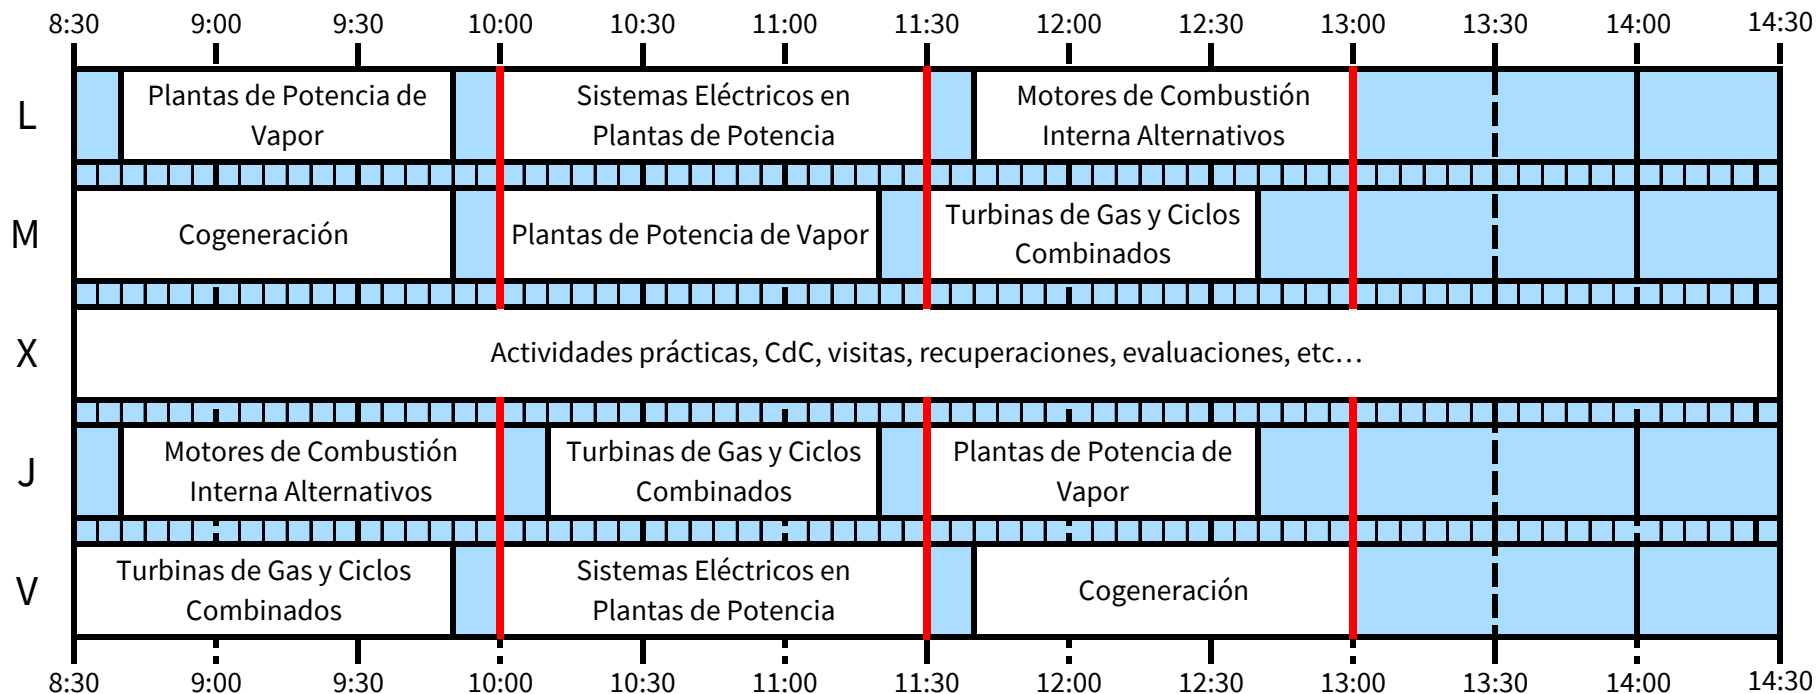 8:30 9:00 9:30 10:00 10:30 11:00 11:30 12:00 12:30 13:00 13:30 14:00 14:30
L
Plantas de Potencia de
Vapor
Sistemas Eléctricos en
Plantas de Potencia
Motores de Combustión
Interna Alternativos
M
Cogeneración
Plantas de Potencia de Vapor
Turbinas de Gas y Ciclos
Combinados
X
Actividades prácticas, CdC, visitas, recuperaciones, evaluaciones, etc…
J
Motores de Combustión
Interna Alternativos
Turbinas de Gas y Ciclos
Combinados
Plantas de Potencia de
Vapor
V
Turbinas de Gas y Ciclos
Combinados
Sistemas Eléctricos en
Plantas de Potencia
Cogeneración
8:30 9:00 9:30 10:00 10:30 11:00 11:30 12:00 12:30 13:00 13:30 14:00 14:30